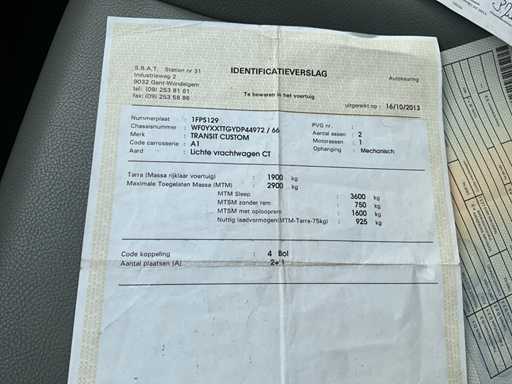 S.B.A.T. Station nr 31
Industrieweg 2
9032 Gent-Wondelgem
tel: (09) 253 81 81
fax: (09) 253 58 86
IDENTIFICATIEVERSLAG
Autokeuring
Te bewaren in het voertuig
uitgereikt op : 16/10/2013
Nummerplaat : 1FPS129
Chassisnummer : WF0YXXTTGYDP44972 / 66
Merk : TRANSIT CUSTOM
Code carrosserie : A1
Aard : Lichte vrachtwagen CT
PVG nr :
Aantal assen : 2
Motorassen : 1
Ophanging : Mechanisch
Tarra (Massa rijklaar voertuig) : 1900 kg
Maximale Toegelaten Massa (MTM) : 2900 kg
MTM Sleep : 3600 kg
MTSM zonder rem : 750 kg
MTSM met oplooprem : 1600 kg
Nuttig laadvermogen(MTM-Tarra-75kg) : 925 kg
Code koppeling : 4 Bol
Aantal plaatsen (A) : 2+1